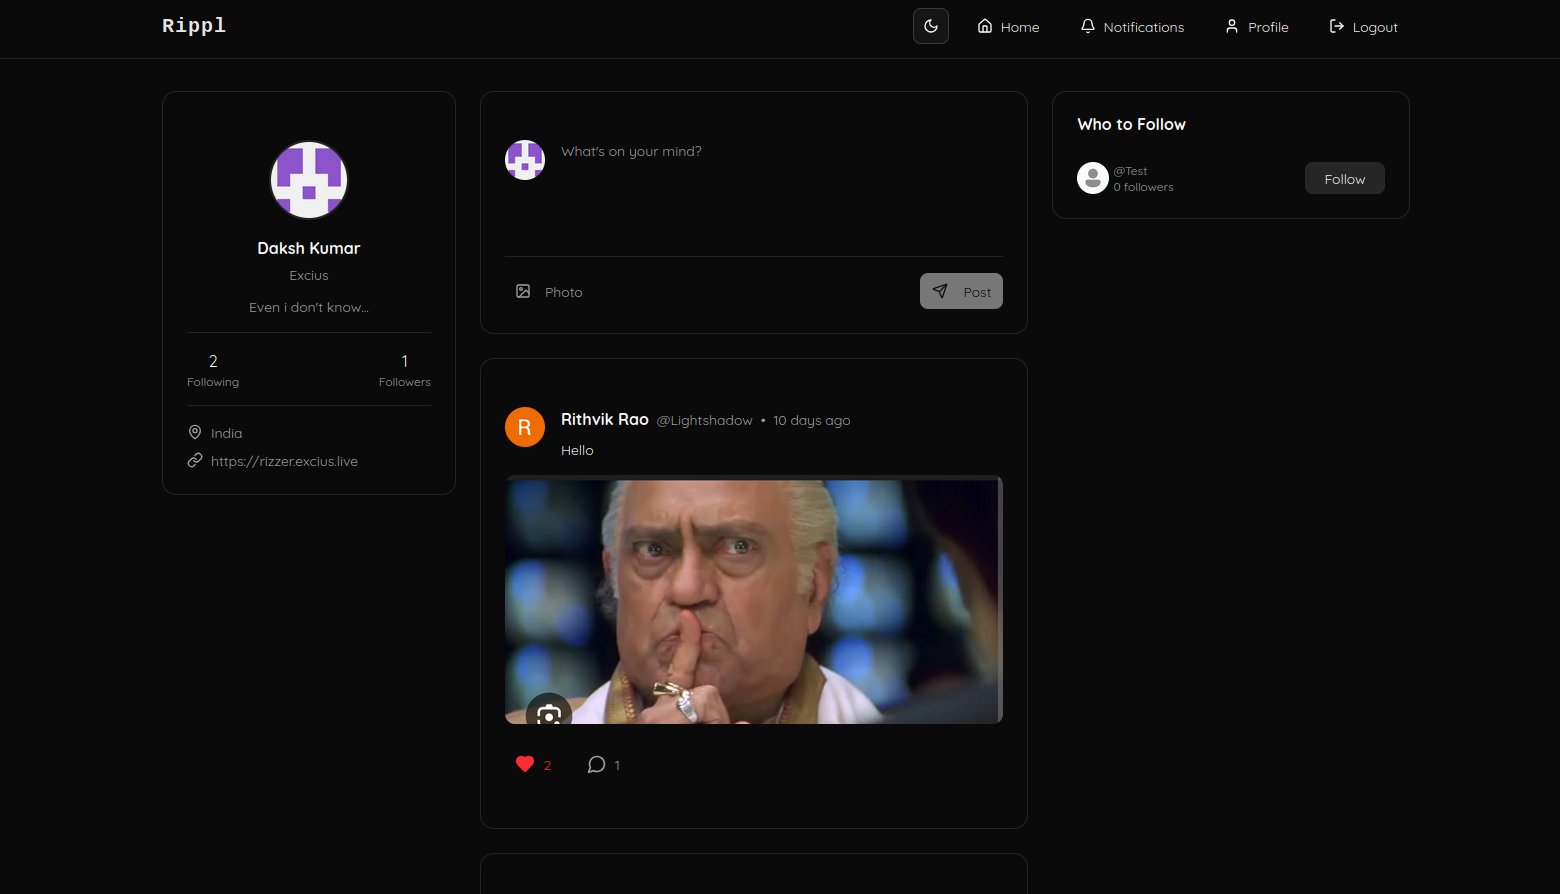 Rippl
Home
Notifications
Profile
Logout
Daksh Kumar
Excius
Even i don't know...
2
Following
1
Followers
India
https://rizzer.excius.live
What's on your mind?
Photo
Post
R
Rithvik Rao @Lightshadow • 10 days ago
Hello
2
1
Who to Follow
@Test
0 followers
Follow